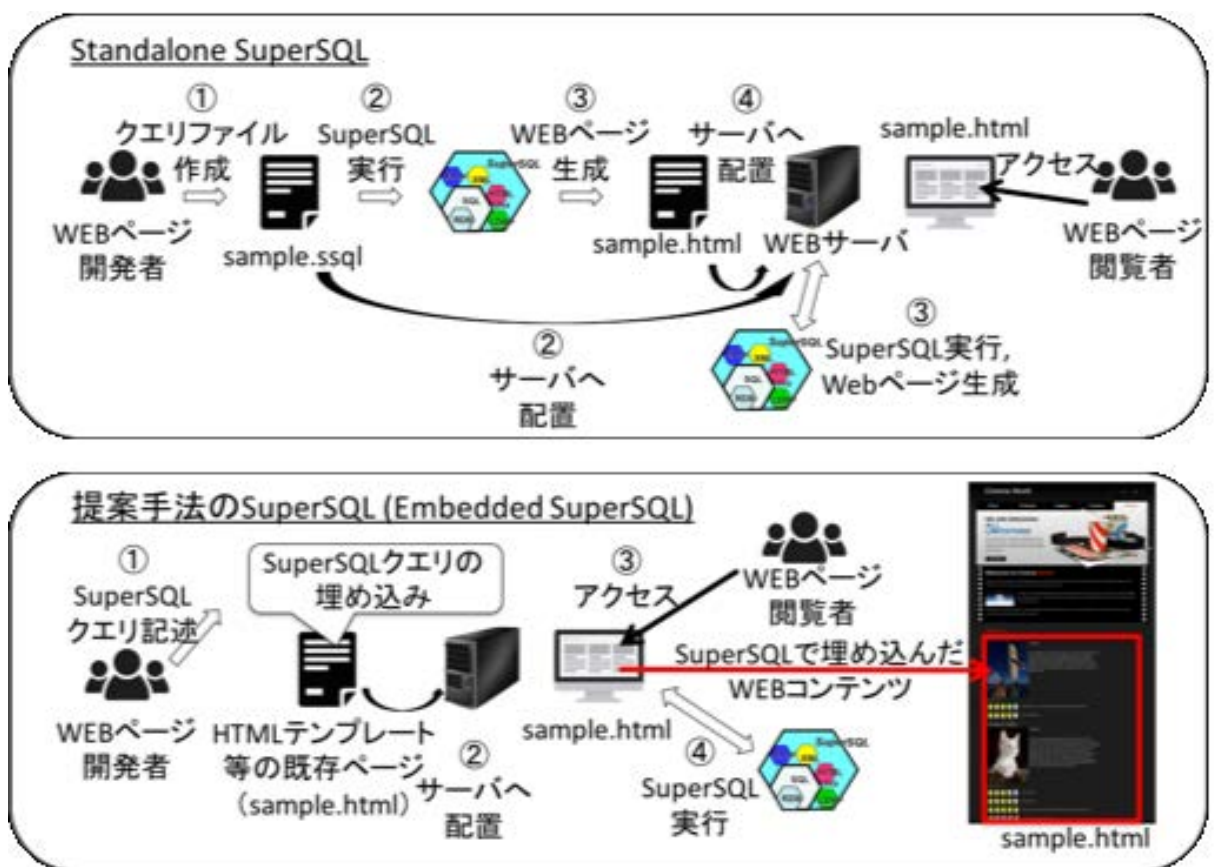 Standalone SuperSQL
①
クエリファイル
作成
WEBページ
開発者
sample.ssql
②
SuperSQL
実行
SuperSQL
SQL
③
WEBページ
生成
sample.html
④
サーバへ
配置
WEBサーバ
sample.html
アクセス
WEBページ
閲覧者
②
サーバへ
配置
SuperSQL
SQL
③
SuperSQL実行,
Webページ生成
提案手法のSuperSQL (Embedded SuperSQL)
①
SuperSQL
クエリ記述
WEBページ
開発者
SuperSQLクエリの
埋め込み
HTMLテンプレート
等の既存ページ
（sample.html）
②
サーバへ
配置
③
アクセス
sample.html
WEBページ
閲覧者
SuperSQLで埋め込んだ
WEBコンテンツ
④
SuperSQL
実行
SuperSQL
SQL
sample.html